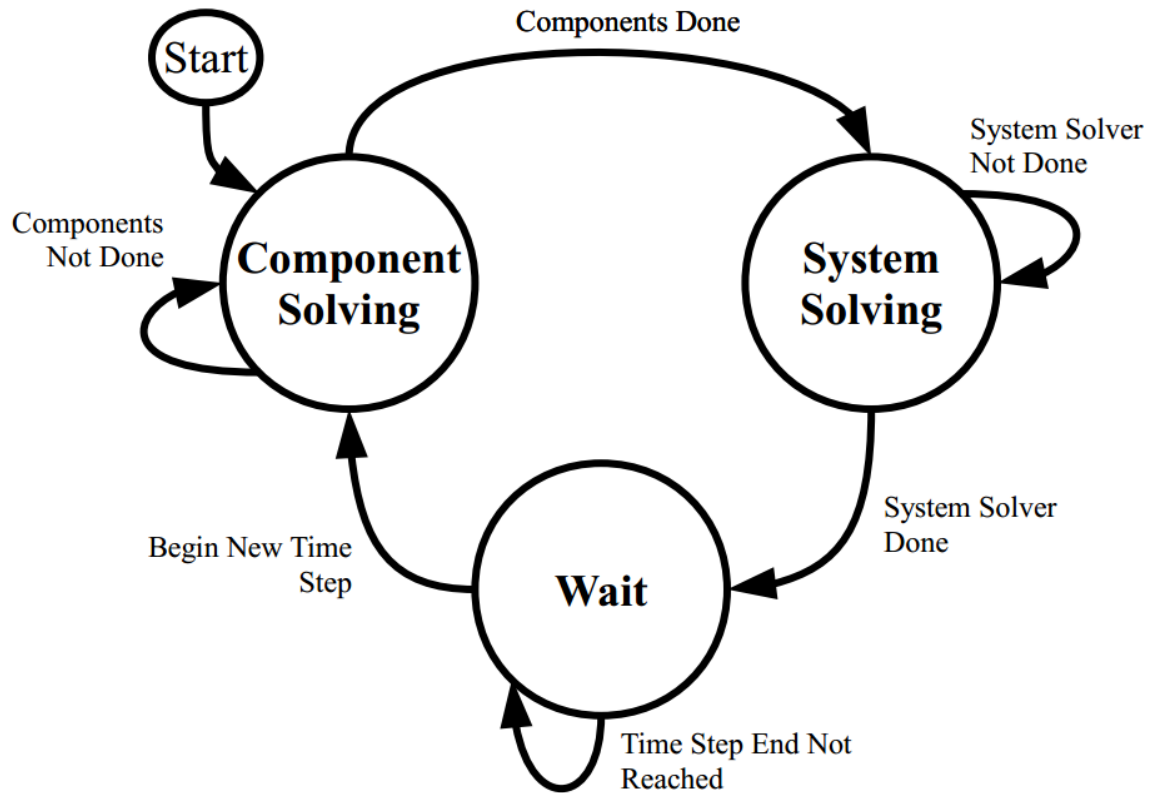 Components Done
Start
System Solver
Not Done
Components
Not Done
Component
Solving
System
Solving
System Solver
Done
Begin New Time
Step
Wait
Time Step End Not
Reached